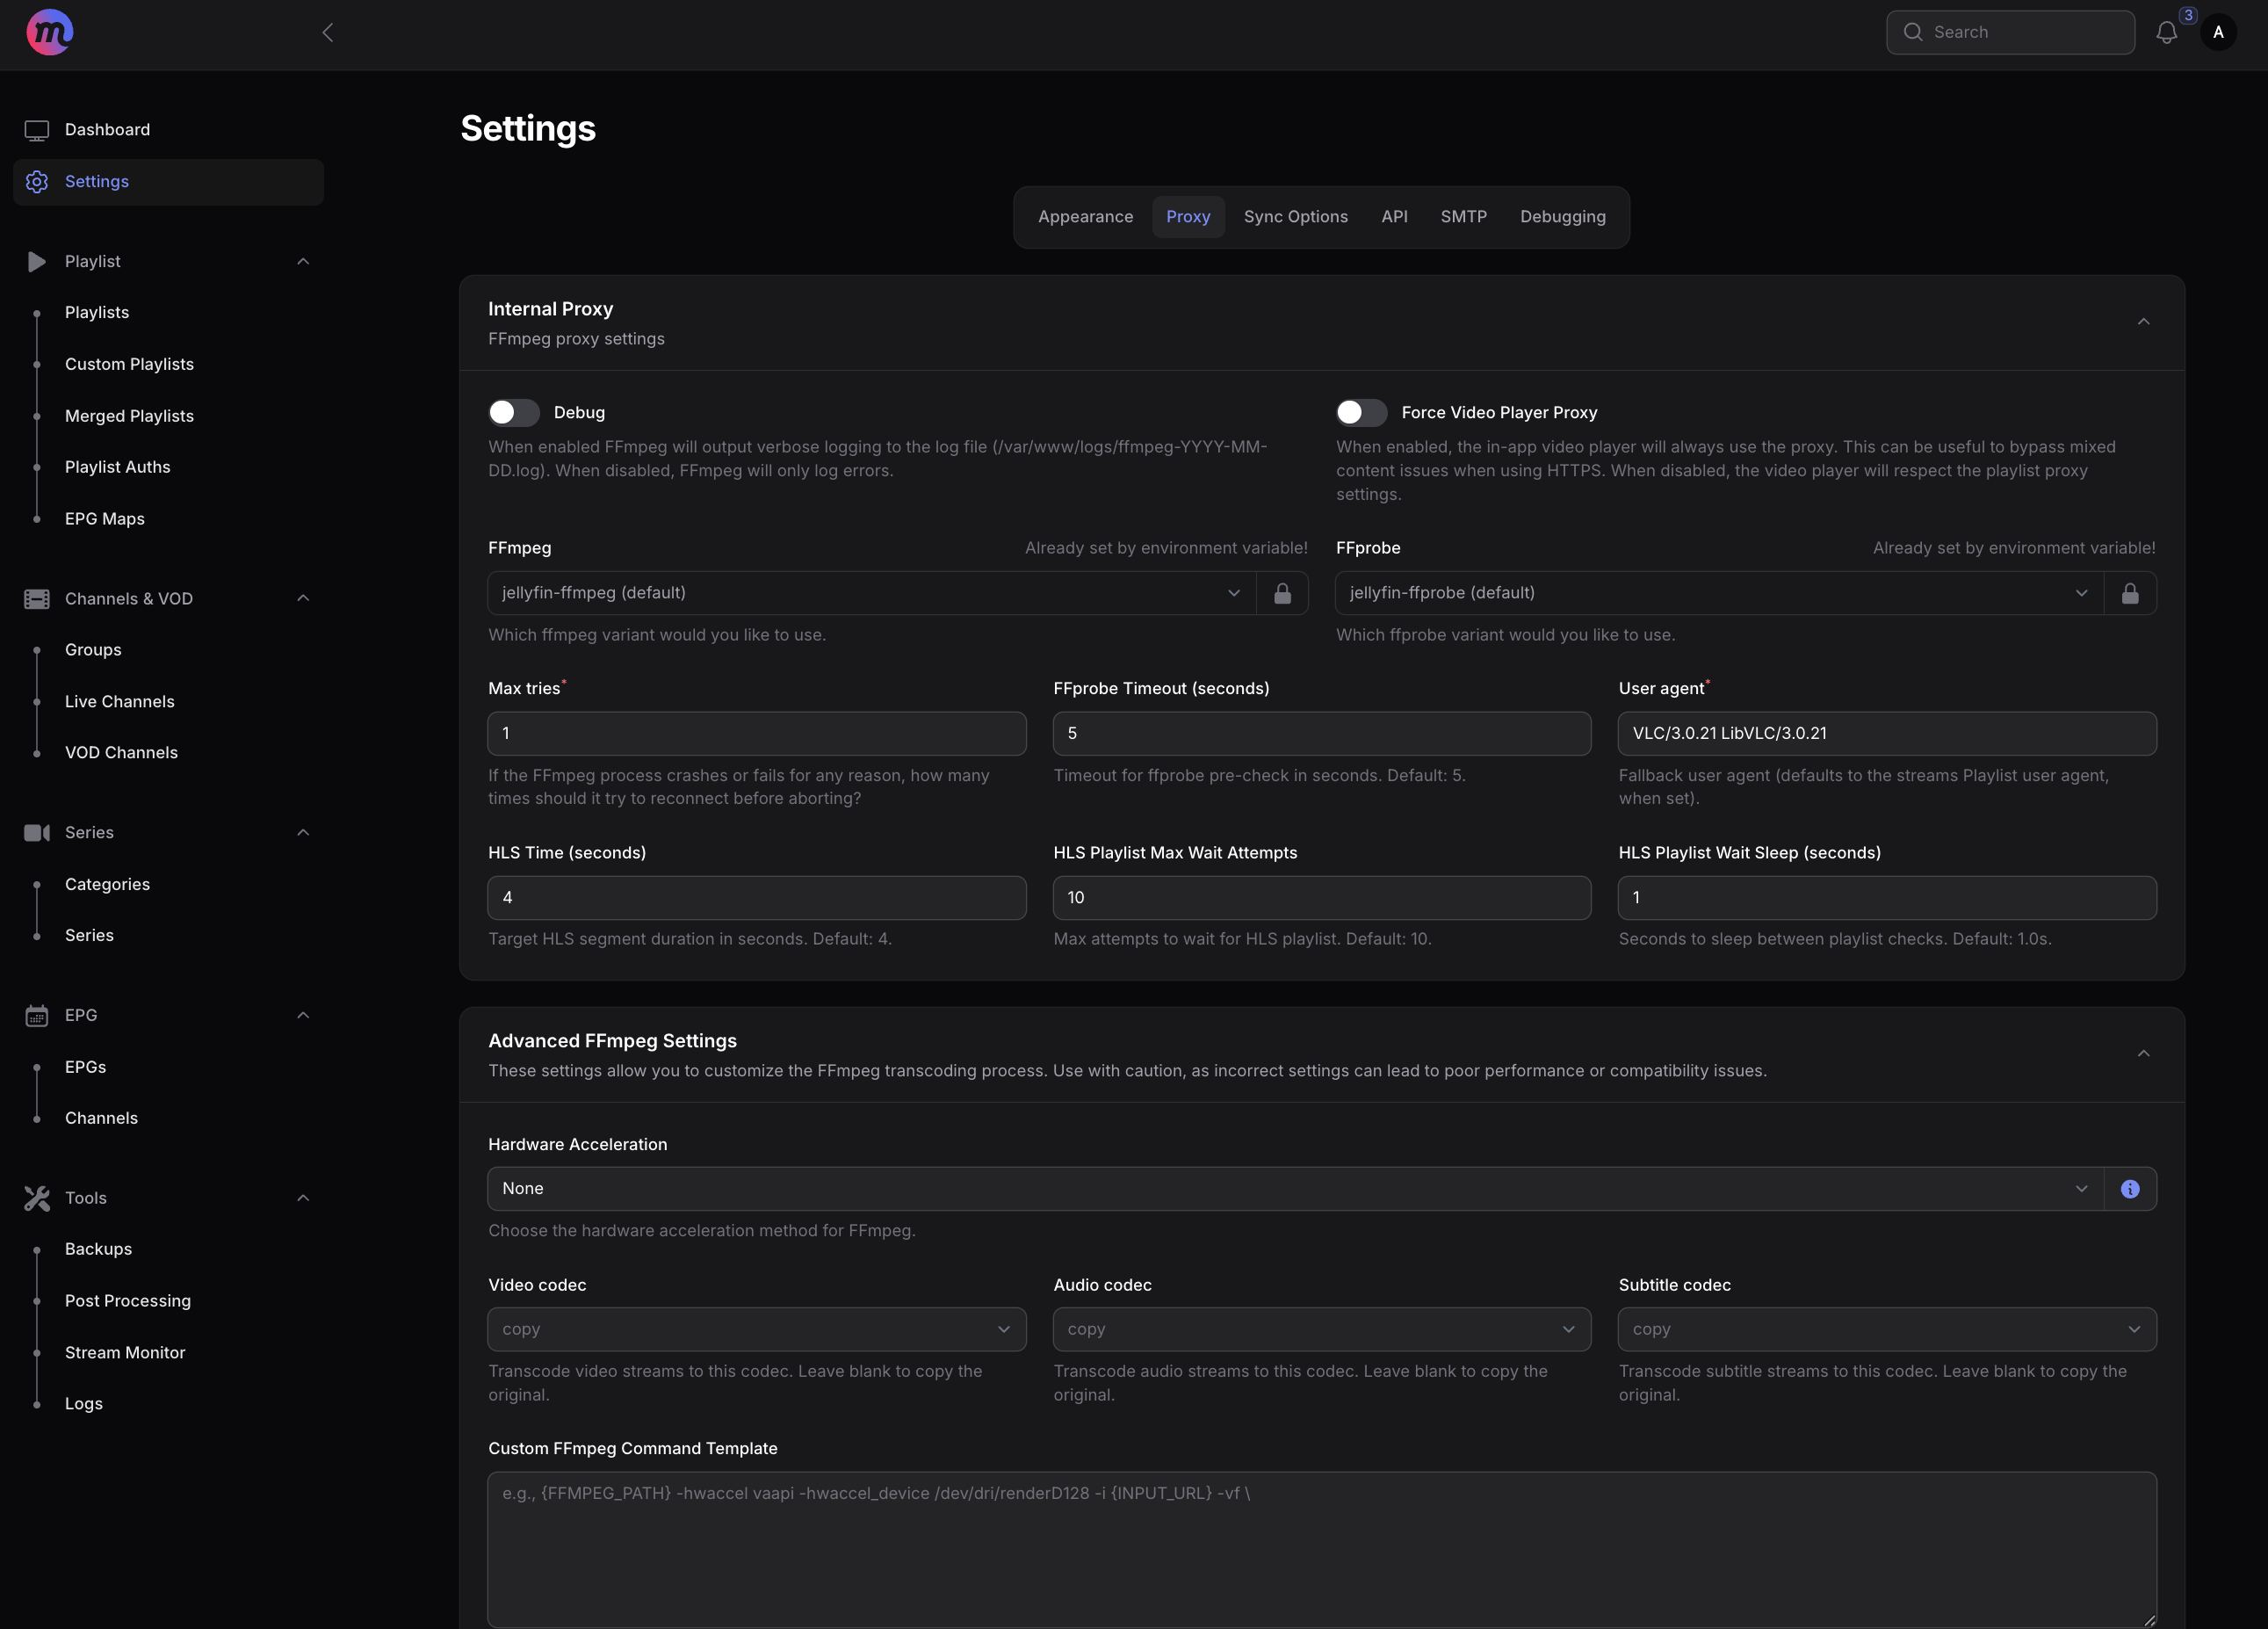 m
Search
3
A
Dashboard
Settings
Playlist
Playlists
Custom Playlists
Merged Playlists
Playlist Auths
EPG Maps
Channels & VOD
Groups
Live Channels
VOD Channels
Series
Categories
Series
EPG
EPGs
Channels
Tools
Backups
Post Processing
Stream Monitor
Logs
Settings
Appearance
Proxy
Sync Options
API
SMTP
Debugging
Internal Proxy
FFmpeg proxy settings
Debug
When enabled FFmpeg will output verbose logging to the log file (/var/www/logs/ffmpeg-YYYY-MM-
DD.log). When disabled, FFmpeg will only log errors.
Force Video Player Proxy
When enabled, the in-app video player will always use the proxy. This can be useful to bypass mixed
content issues when using HTTPS. When disabled, the video player will respect the playlist proxy
settings.
FFmpeg
Already set by environment variable!
jellyfin-ffmpeg (default)
Which ffmpeg variant would you like to use.
FFprobe
Already set by environment variable!
jellyfin-ffprobe (default)
Which ffprobe variant would you like to use.
Max tries*
1
If the FFmpeg process crashes or fails for any reason, how many
times should it try to reconnect before aborting?
FFprobe Timeout (seconds)
5
Timeout for ffprobe pre-check in seconds. Default: 5.
User agent*
VLC/3.0.21 LibVLC/3.0.21
Fallback user agent (defaults to the streams Playlist user agent,
when set).
HLS Time (seconds)
4
Target HLS segment duration in seconds. Default: 4.
HLS Playlist Max Wait Attempts
10
Max attempts to wait for HLS playlist. Default: 10.
HLS Playlist Wait Sleep (seconds)
1
Seconds to sleep between playlist checks. Default: 1.0s.
Advanced FFmpeg Settings
These settings allow you to customize the FFmpeg transcoding process. Use with caution, as incorrect settings can lead to poor performance or compatibility issues.
Hardware Acceleration
None
Choose the hardware acceleration method for FFmpeg.
Video codec
copy
Transcode video streams to this codec. Leave blank to copy the
original.
Audio codec
copy
Transcode audio streams to this codec. Leave blank to copy the
original.
Subtitle codec
copy
Transcode subtitle streams to this codec. Leave blank to copy the
original.
Custom FFmpeg Command Template
e.g., {FFMPEG_PATH} -hwaccel vaapi -hwaccel_device /dev/dri/renderD128 -i {INPUT_URL} -vf \